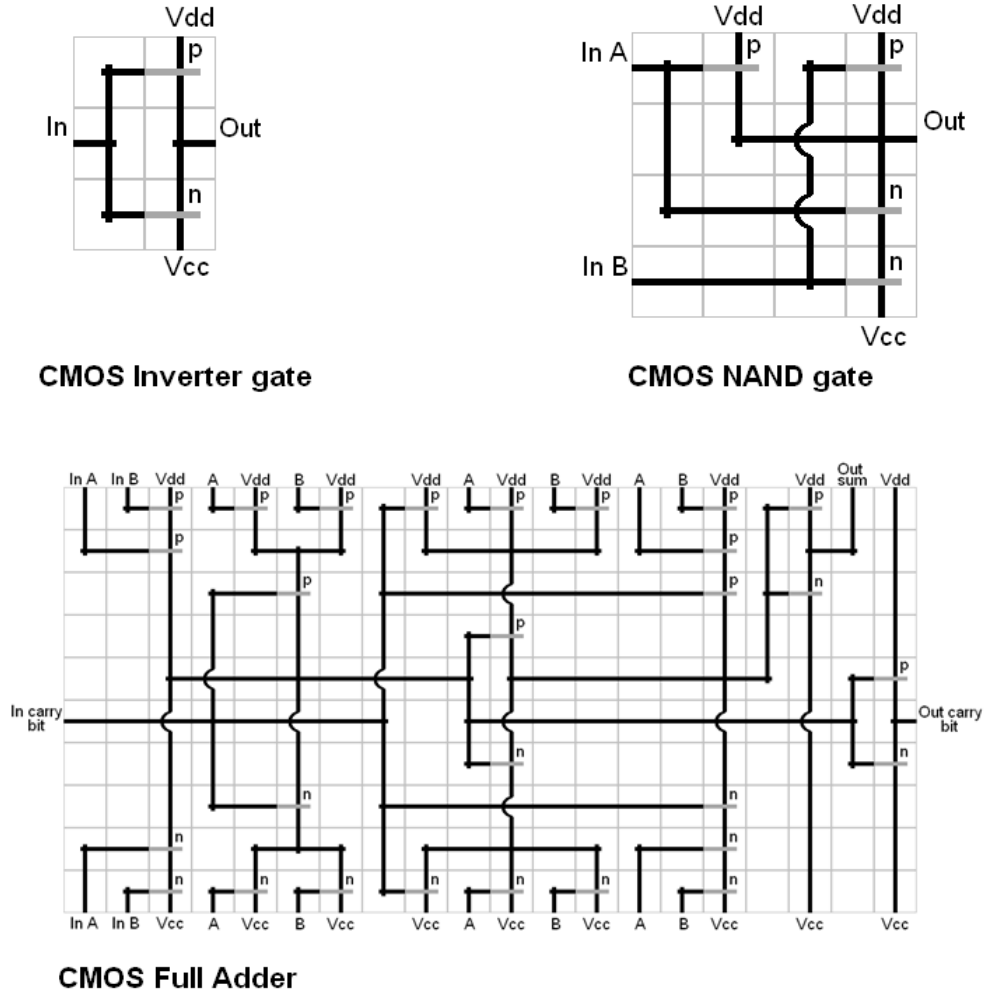 Vdd
p
In
Out
n
Vcc
CMOS Inverter gate
Vdd Vdd
In A p p
Out
n
In B n
Vcc
CMOS NAND gate
In A In B Vdd A Vdd B Vdd Vdd A Vdd B Vdd A B Vdd Vdd Out sum Vdd
p p p p p p p p
p p
p p n
p
p
In carry bit
Out carry bit
n n
n n
n n
n n n n n n n
In A In B Vcc A Vcc B Vcc Vcc A Vcc B Vcc A B Vcc Vcc Vcc
CMOS Full Adder